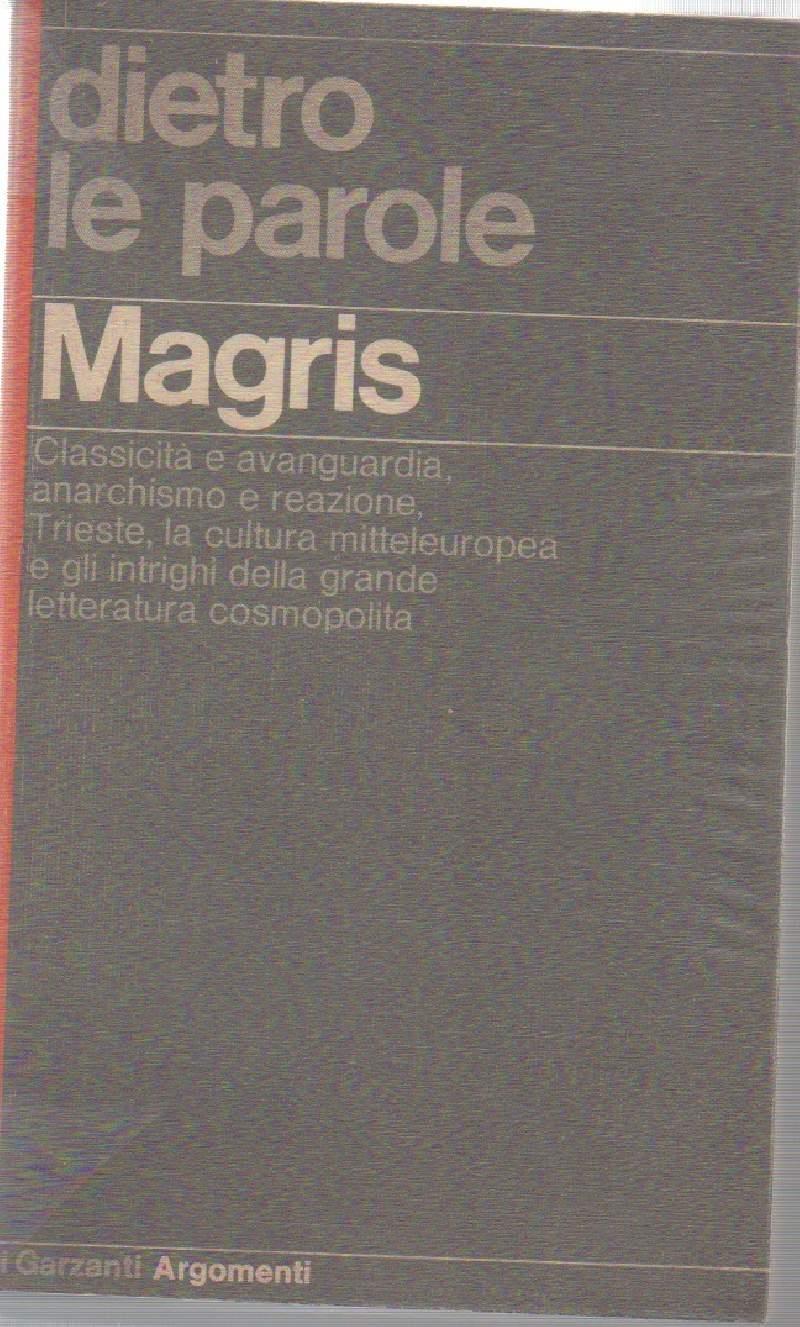 dietro
le parole
Magris
Classicità e avanguardia,
anarchismo e reazione,
Trieste, la cultura mitteleuropea
e gli intrighi della grande
letteratura cosmopolita
i Garzanti Argomenti